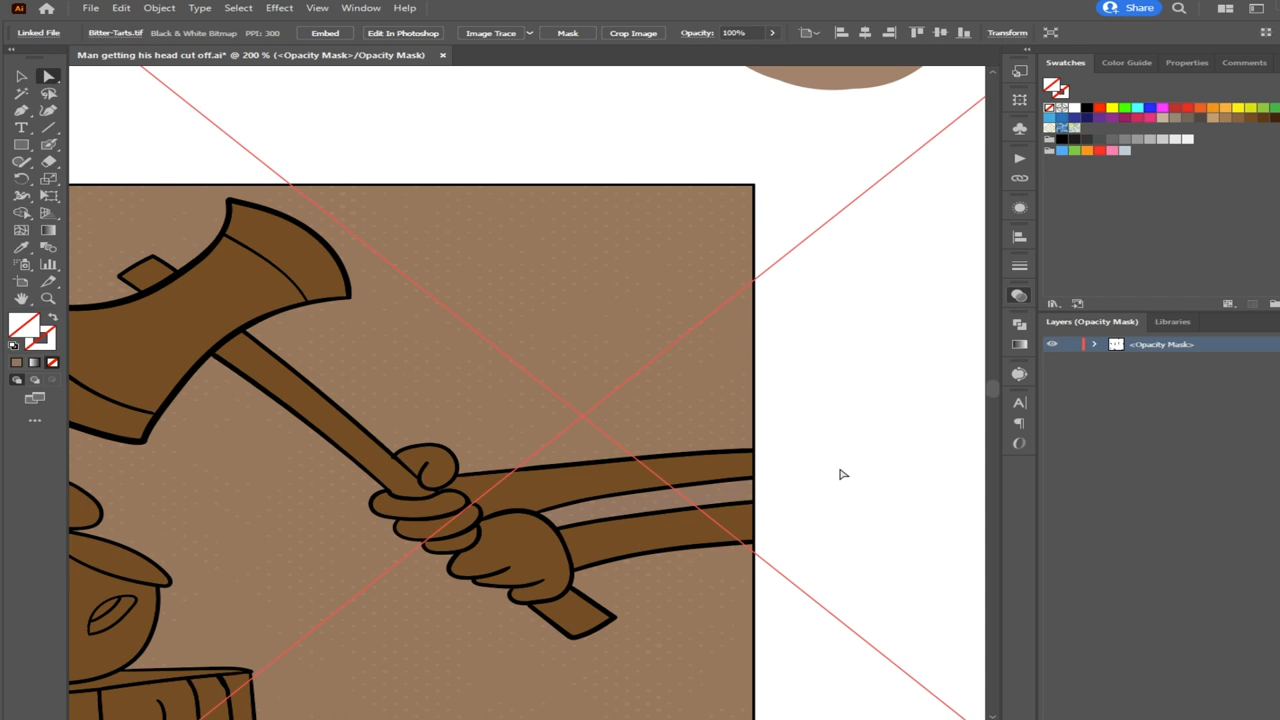 Ai File Edit Object Type Select Effect View Window Help Share
Linked File Bitter-Tarts.tif Black & White Bitmap PPI: 300 Embed Edit In Photoshop Image Trace Mask Crop Image Opacity: 100% Transform
Man getting his head cut off.ai* @ 200 % (<Opacity Mask>/Opacity Mask) ×
Swatches Color Guide Properties Comments
Layers (Opacity Mask) Libraries
<Opacity Mask>